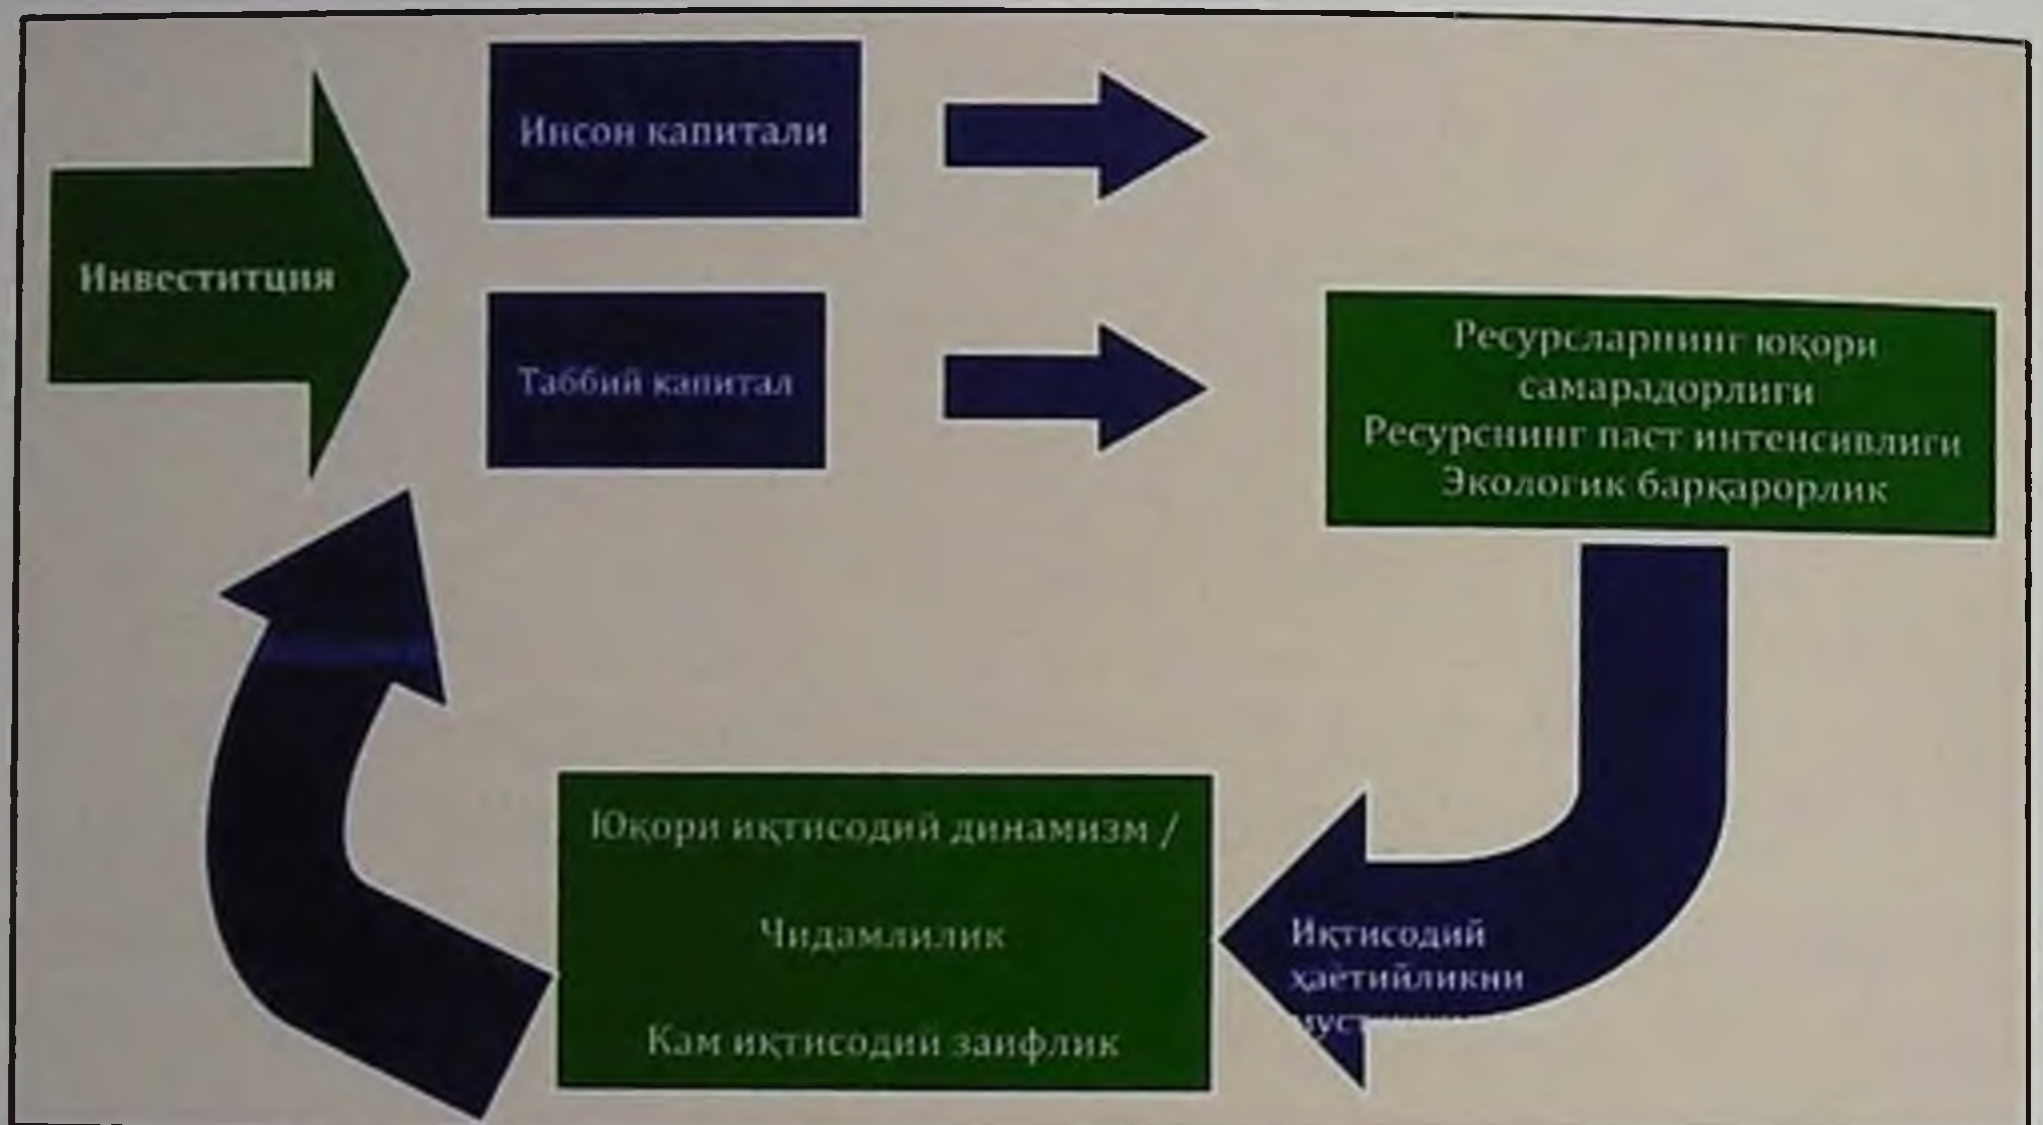 Инвеститция
Инсон капитали
Таббий капитал
Ресурсларнинг юқори
самарадорлиги
Ресурснинг паст интенсивлиги
Экологик барқарорлик
Иқтисодий
ҳаётийликни
Юқори иқтисодий динамизм /
Чидамлилик
Кам иқтисодий заифлик